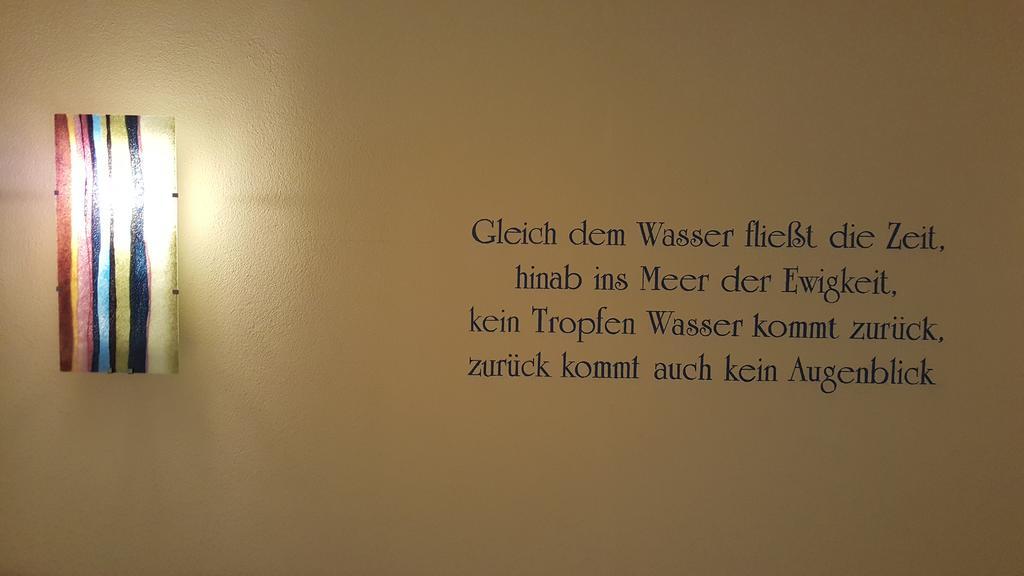 Gleich dem Wasser fließt die Zeit,
hinab ins Meer der Ewigkeit,
kein Tropfen Wasser kommt zurück,
zurück kommt auch kein Augenblick